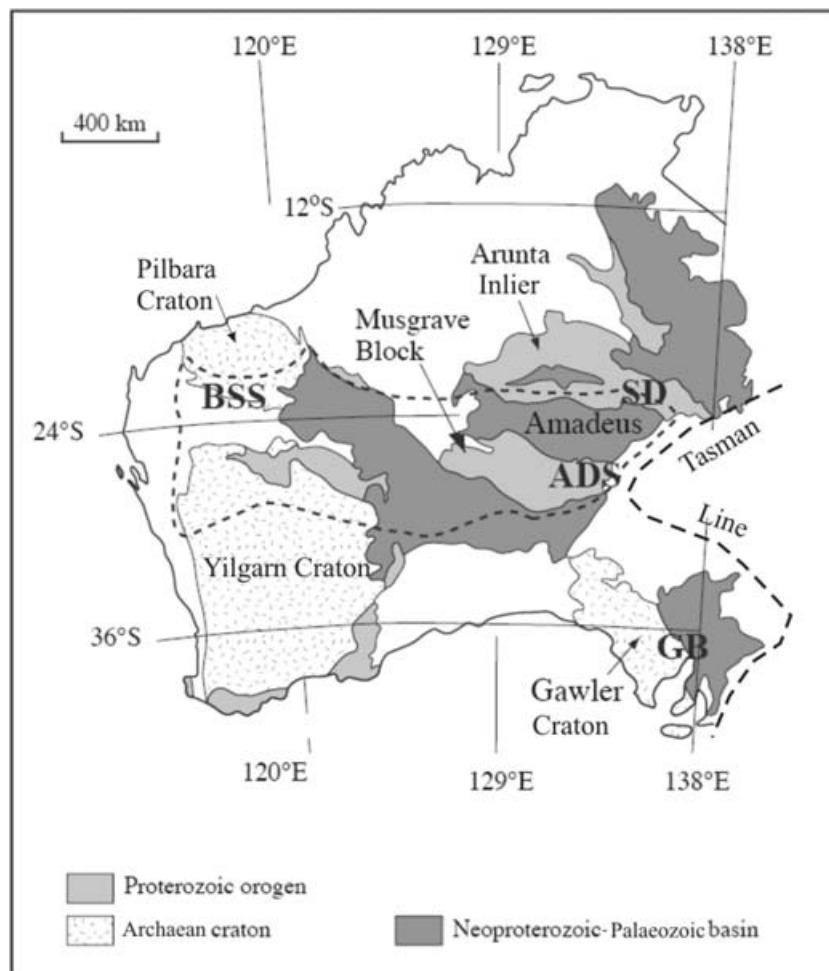 120°E
129°E
138°E
400 km
12°S
Pilbara
Craton
Arunta
Inlier
Musgrave
Block
BSS
SD
24°S
Amadeus
Tasman
ADS
Line
Yilgarn Craton
36°S
GB
Gawler
Craton
120°E
129°E
138°E
Proterozoic orogen
Archaean craton
Neoproterozoic-Palaeozoic basin